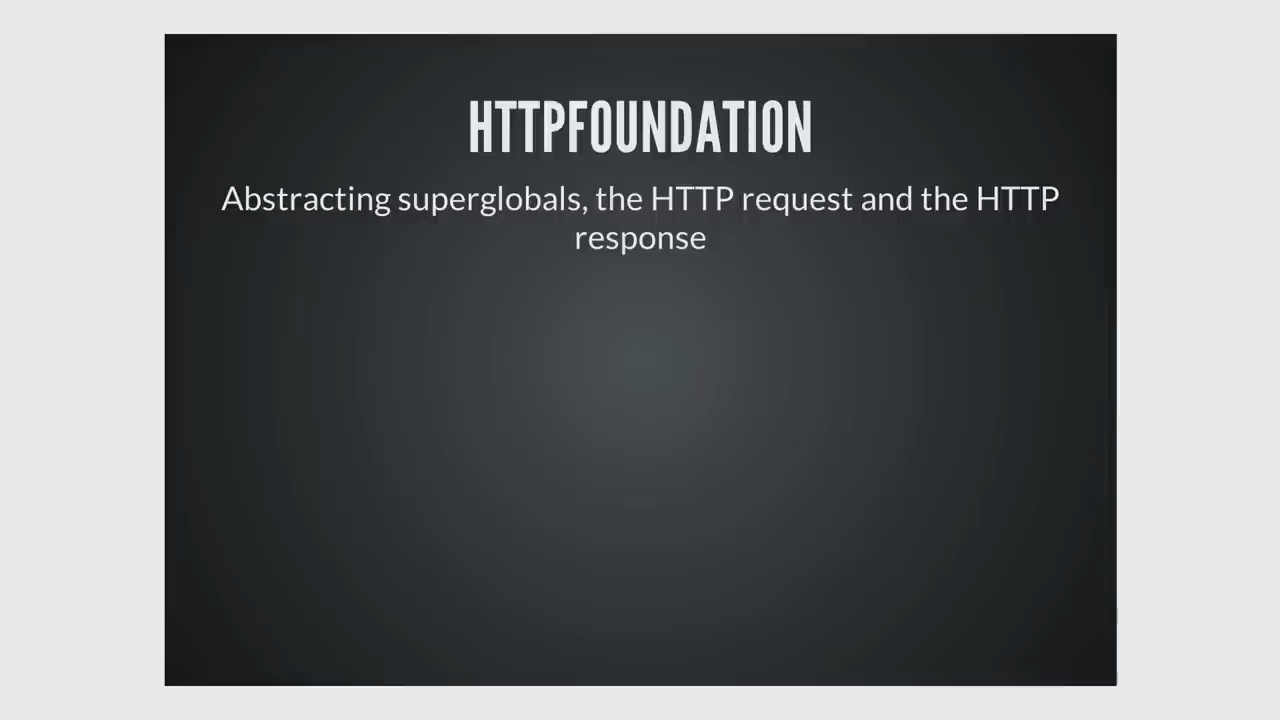 HTTPFOUNDATION
Abstracting superglobals, the HTTP request and the HTTP
response